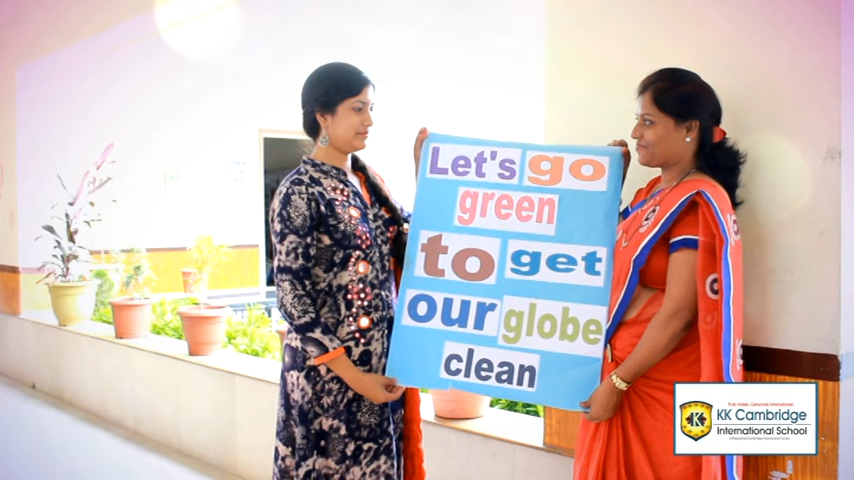 Let's go
green
to get
our globe
clean
KK Cambridge
International School